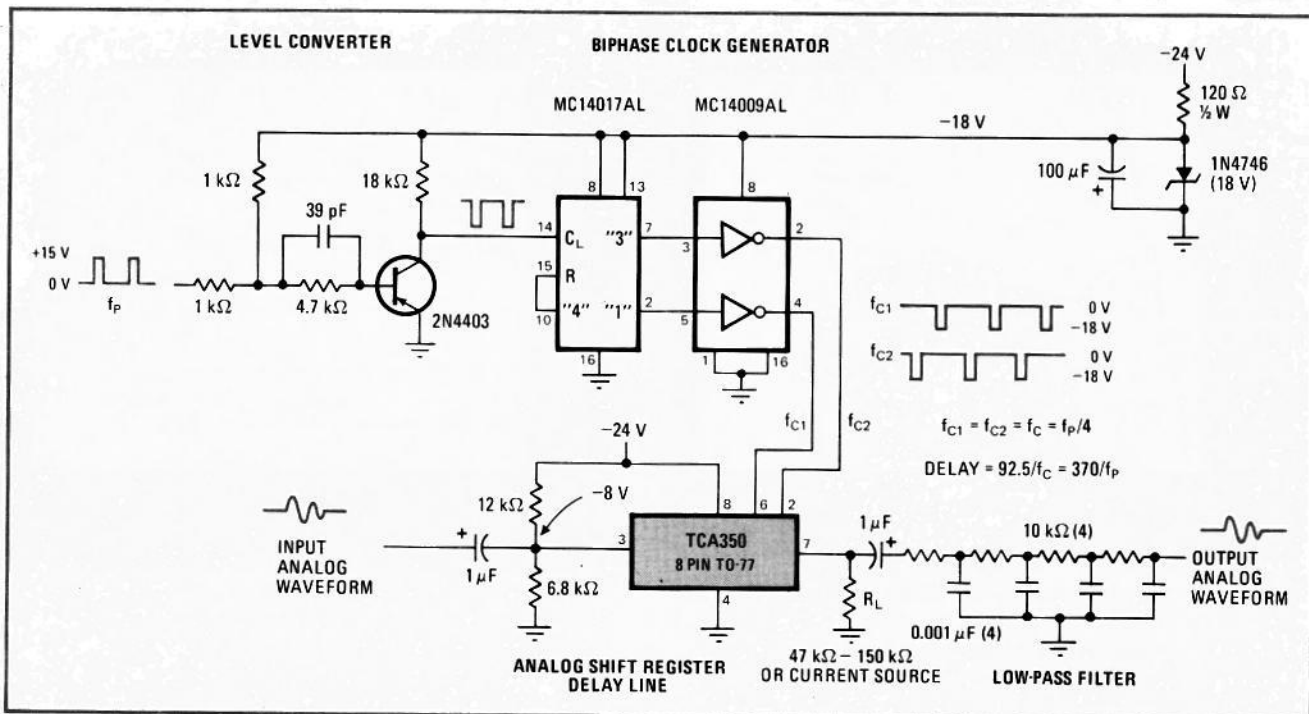 LEVEL CONVERTER
BIPHASE CLOCK GENERATOR
−24 V
120 Ω
½ W
MC14017AL
MC14009AL
−18 V
1 kΩ
18 kΩ
8
13
8
100 µF
+
1N4746
(18 V)
39 pF
14
CL
"3"
7
3
2
+15 V
0 V
fP
15
R
1 kΩ
4.7 kΩ
2N4403
10
"4"
"1"
2
5
4
16
1
16
fC1
0 V
−18 V
fC2
0 V
−18 V
fC1
fC2
fC1 = fC2 = fC = fP/4
DELAY = 92.5/fC = 370/fP
−24 V
12 kΩ
−8 V
8
6
2
INPUT
ANALOG
WAVEFORM
+
1 µF
3
TCA350
8 PIN TO-77
7
1 µF
+
10 kΩ (4)
OUTPUT
ANALOG
WAVEFORM
6.8 kΩ
4
RL
0.001 µF (4)
ANALOG SHIFT REGISTER
DELAY LINE
47 kΩ – 150 kΩ
OR CURRENT SOURCE
LOW-PASS FILTER